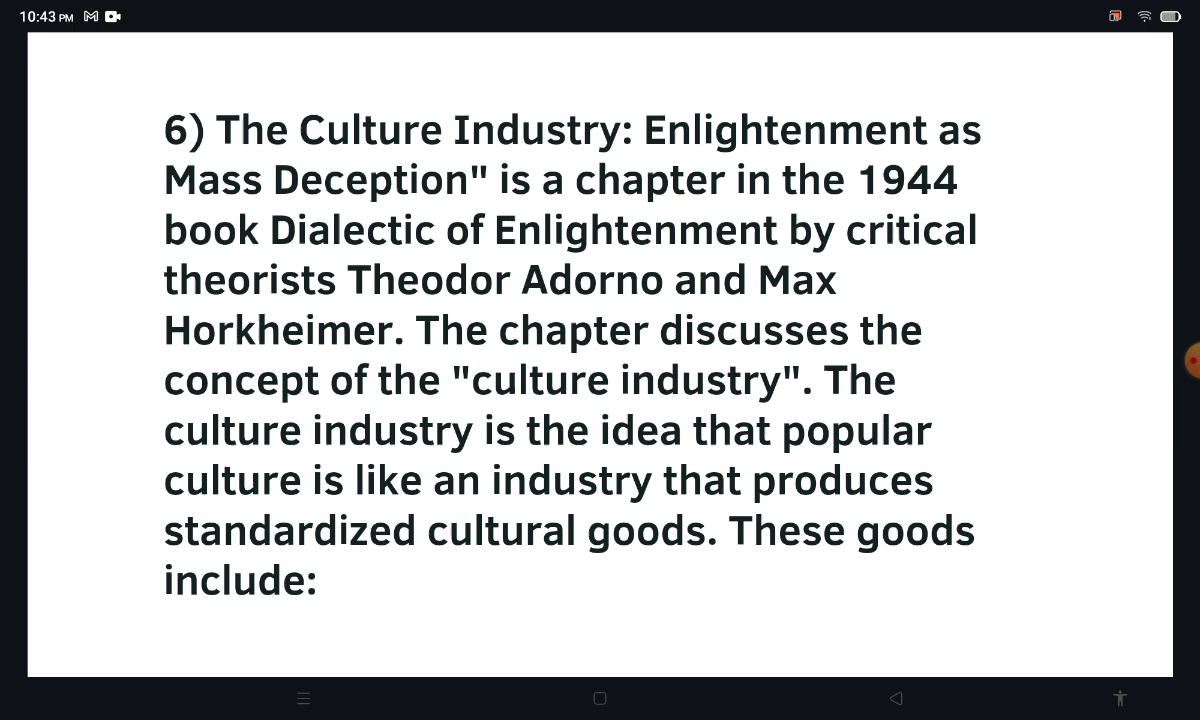 10:43 PM
6) The Culture Industry: Enlightenment as
Mass Deception" is a chapter in the 1944
book Dialectic of Enlightenment by critical
theorists Theodor Adorno and Max
Horkheimer. The chapter discusses the
concept of the "culture industry". The
culture industry is the idea that popular
culture is like an industry that produces
standardized cultural goods. These goods
include: